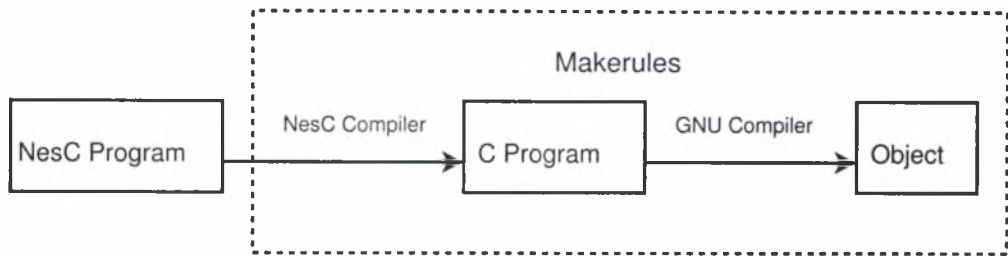 Makerules
NesC Program
NesC Compiler
C Program
GNU Compiler
Object